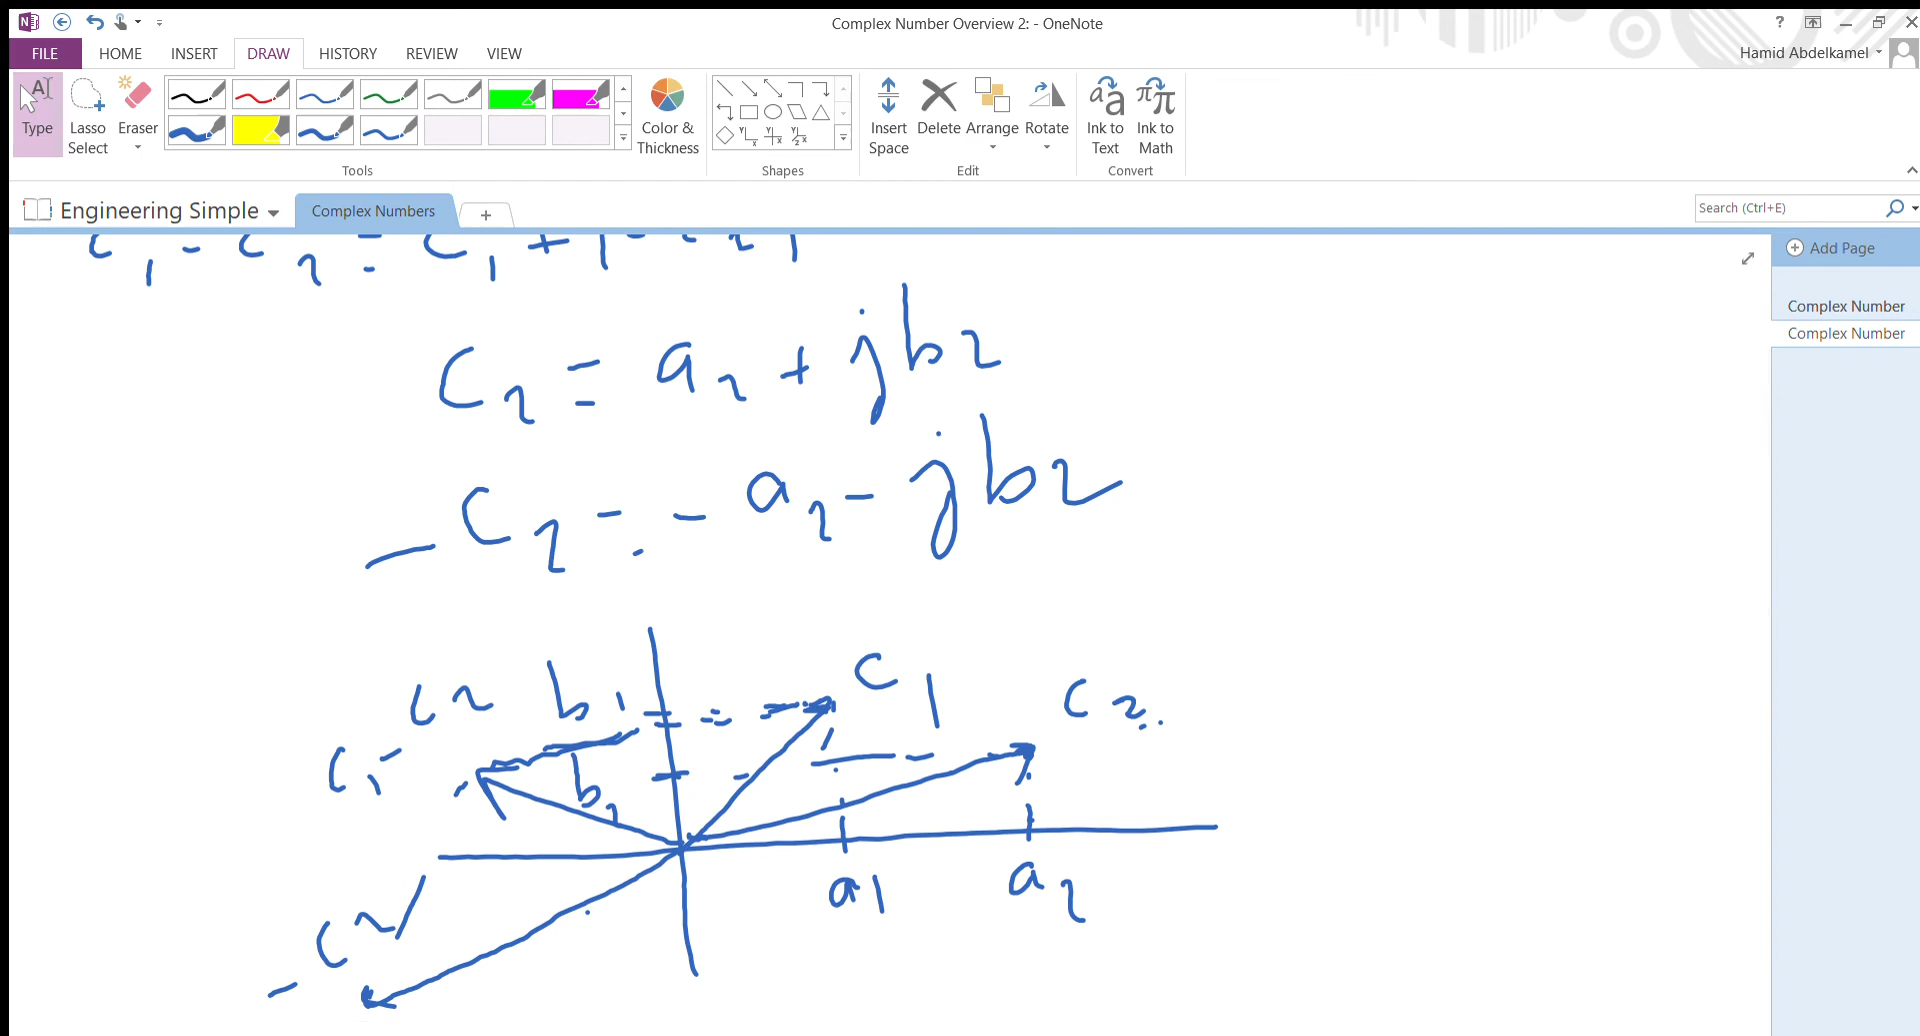 Complex Number Overview 2: - OneNote
?
FILE HOME INSERT DRAW HISTORY REVIEW VIEW
Hamid Abdelkamel
Type
Lasso Select
Eraser
Color & Thickness
Insert Space
Delete
Arrange
Rotate
Ink to Text
Ink to Math
Tools Shapes Edit Convert
Engineering Simple
Complex Numbers
+
Search (Ctrl+E)
Add Page
Complex Number
Complex Number
C1 - C2 = C1 +
C2 = a2 + jb2
- C2 = - a2 - jb2
C1 - C2
b1
C1
C2
b2
a1
a2
- C2